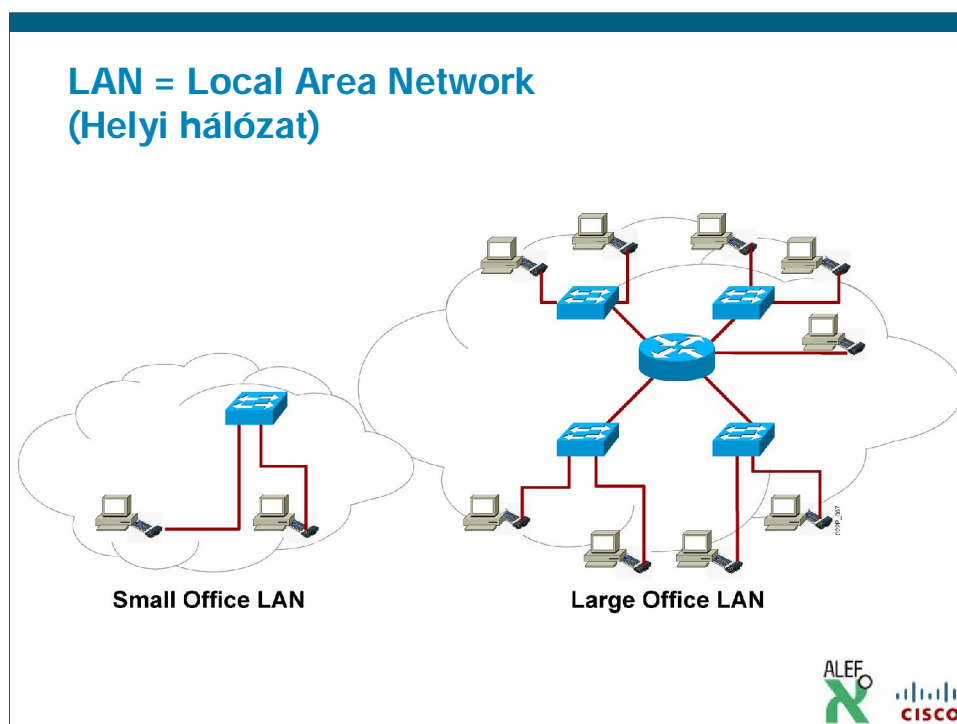 LAN = Local Area Network
(Helyi hálózat)
Small Office LAN
Large Office LAN
ALEF
CISCO